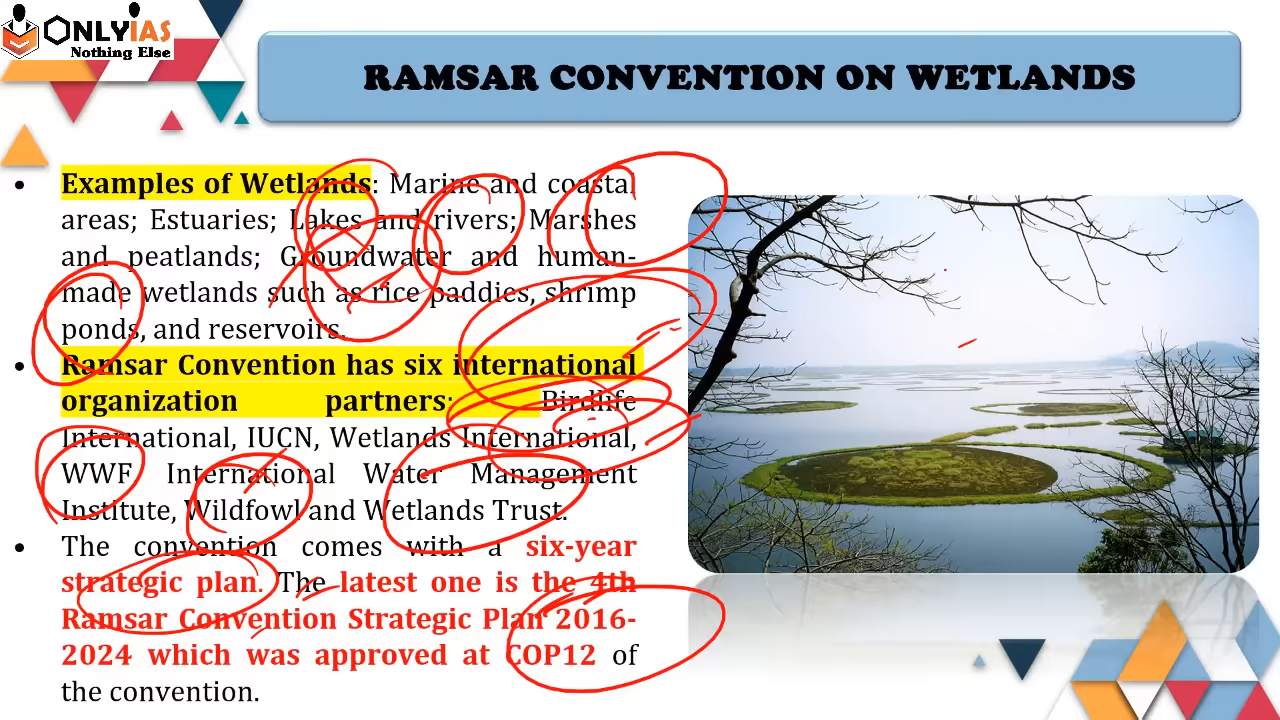 ONLYIAS
Nothing Else
RAMSAR CONVENTION ON WETLANDS
• Examples of Wetlands: Marine and coastal
areas; Estuaries; Lakes and rivers; Marshes
and peatlands; Groundwater and human-
made wetlands such as rice paddies, shrimp
ponds, and reservoirs.
• Ramsar Convention has six international
organization partners: Birdlife
International, IUCN, Wetlands International,
WWF, International Water Management
Institute, Wildfowl and Wetlands Trust.
• The convention comes with a six-year
strategic plan. The latest one is the 4th
Ramsar Convention Strategic Plan 2016-
2024 which was approved at COP12 of
the convention.